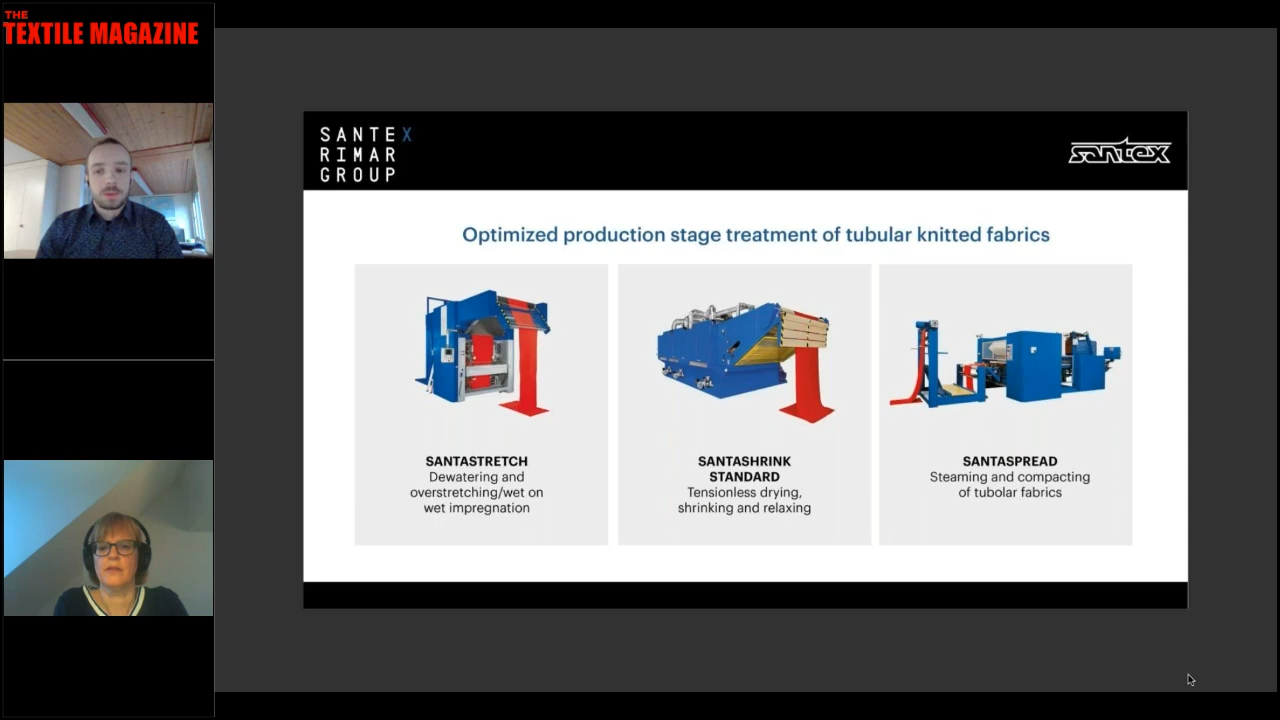 THE
TEXTILE MAGAZINE
SANTEX
RIMAR
GROUP
santex
Optimized production stage treatment of tubular knitted fabrics
SANTASTRETCH
Dewatering and
overstretching/wet on
wet impregnation
SANTASHRINK
STANDARD
Tensionless drying,
shrinking and relaxing
SANTASPREAD
Steaming and compacting
of tubolar fabrics